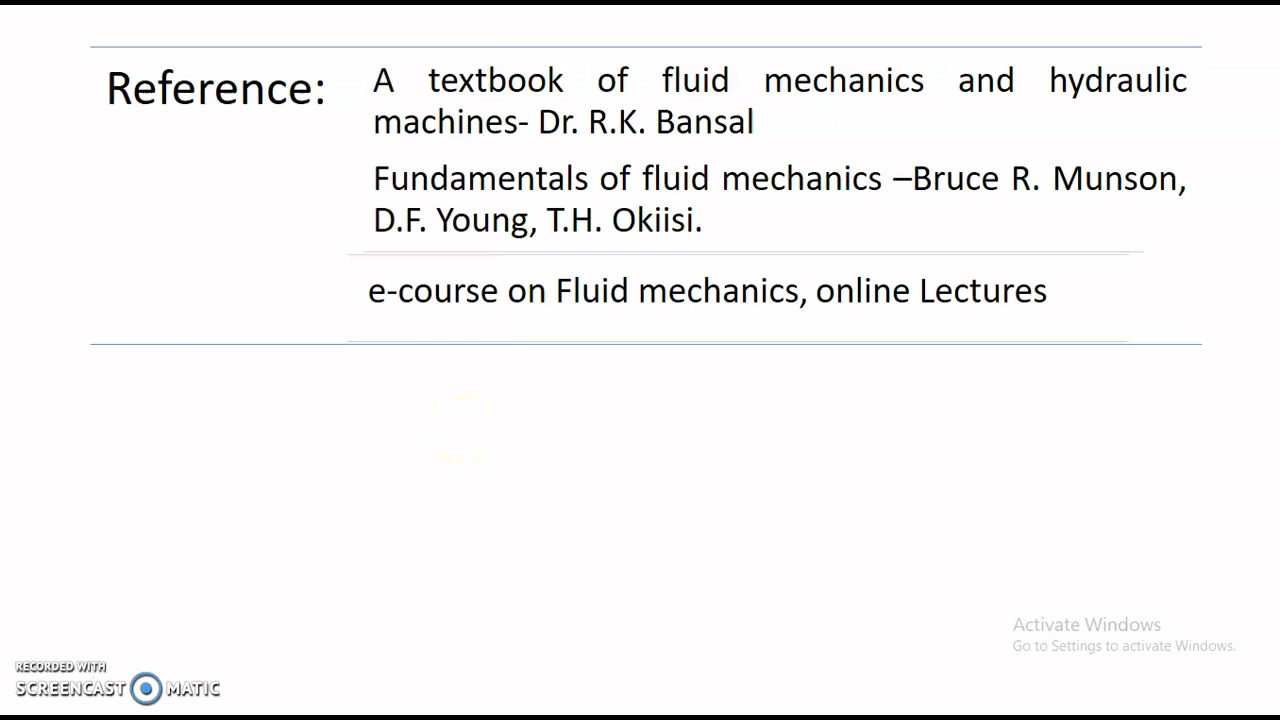 Reference:
A textbook of fluid mechanics and hydraulic
machines- Dr. R.K. Bansal
Fundamentals of fluid mechanics –Bruce R. Munson,
D.F. Young, T.H. Okiisi.
e-course on Fluid mechanics, online Lectures
Activate Windows
Go to Settings to activate Windows.
RECORDED WITH
SCREENCAST MATIC